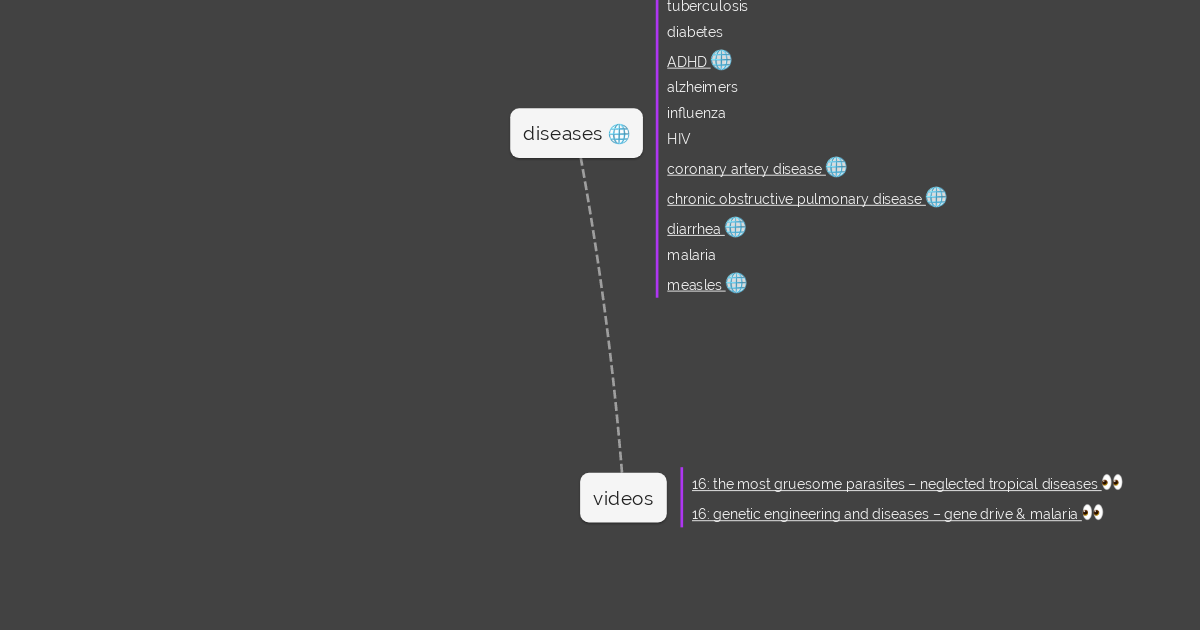 tuberculosis
diabetes
ADHD
alzheimers
influenza
HIV
diseases
coronary artery disease
chronic obstructive pulmonary disease
diarrhea
malaria
measles
videos
16: the most gruesome parasites – neglected tropical diseases
16: genetic engineering and diseases – gene drive & malaria